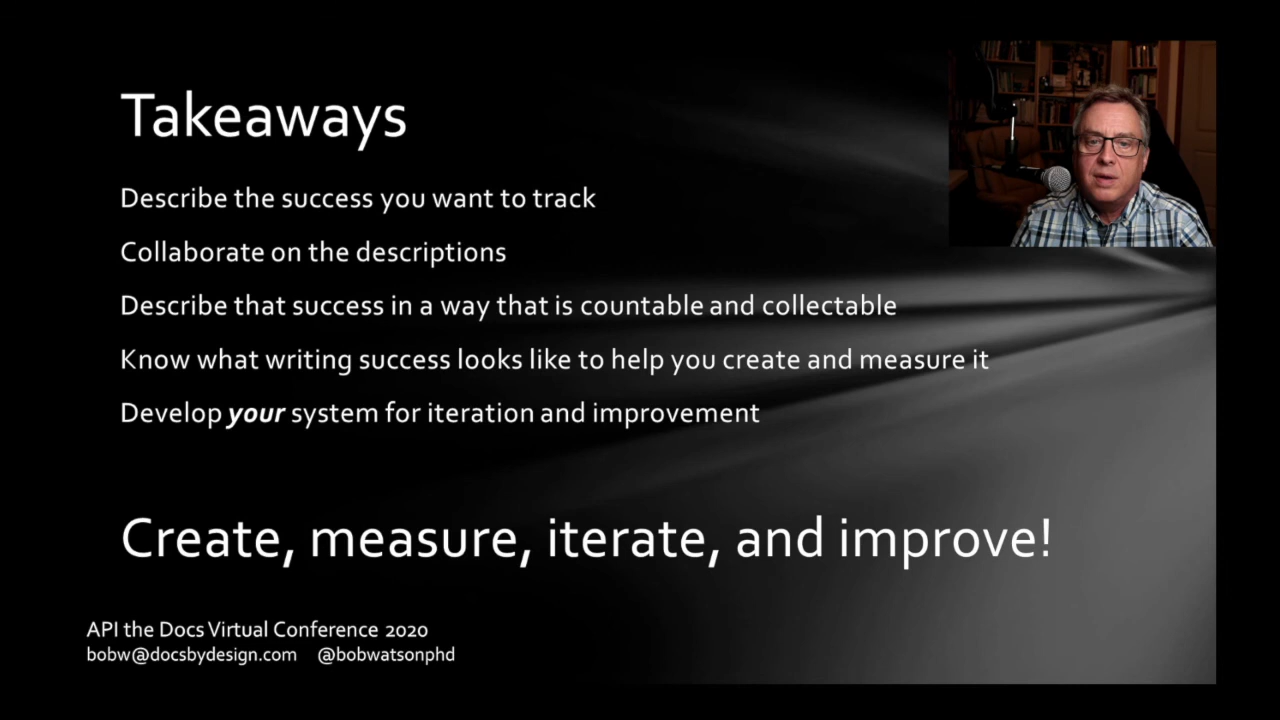 Takeaways
Describe the success you want to track
Collaborate on the descriptions
Describe that success in a way that is countable and collectable
Know what writing success looks like to help you create and measure it
Develop your system for iteration and improvement
Create, measure, iterate, and improve!
API the Docs Virtual Conference 2020
bobw@docsbydesign.com @bobwatsonphd